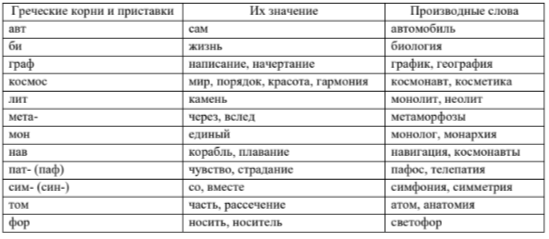 Греческие корни и приставки Их значение Производные слова
авт сам автомобиль
би жизнь биология
граф написание, начертание график, география
космос мир, порядок, красота, гармония космонавт, косметика
лит камень монолит, неолит
мета- через, вслед метаморфозы
мон единый монолог, монархия
нав корабль, плавание навигация, космонавты
пат- (паф) чувство, страдание пафос, телепатия
сим- (син-) со, вместе симфония, симметрия
том часть, рассечение атом, анатомия
фор носить, носитель светофор